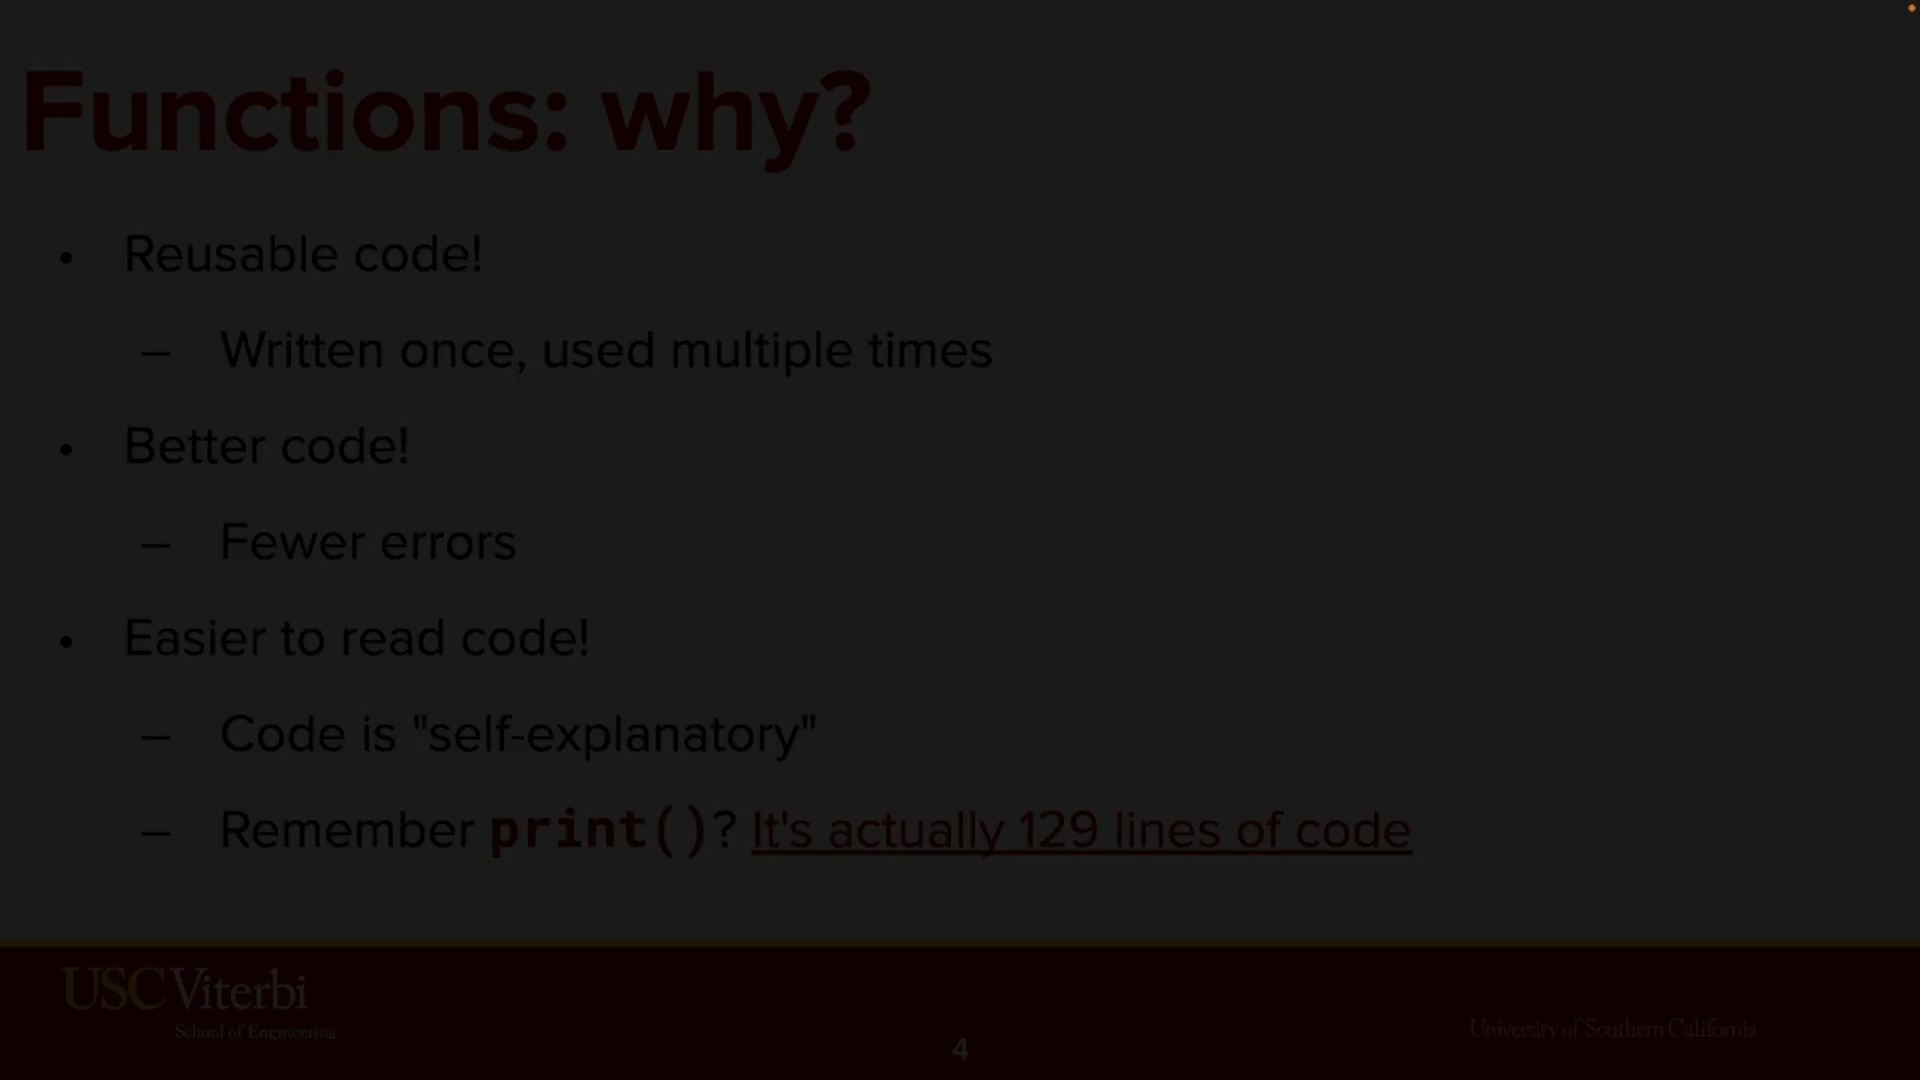 Functions: why?
• Reusable code!
– Written once, used multiple times
• Better code!
– Fewer errors
• Easier to read code!
– Code is "self-explanatory"
– Remember print()? It's actually 129 lines of code
USC Viterbi
School of Engineering
University of Southern California
4